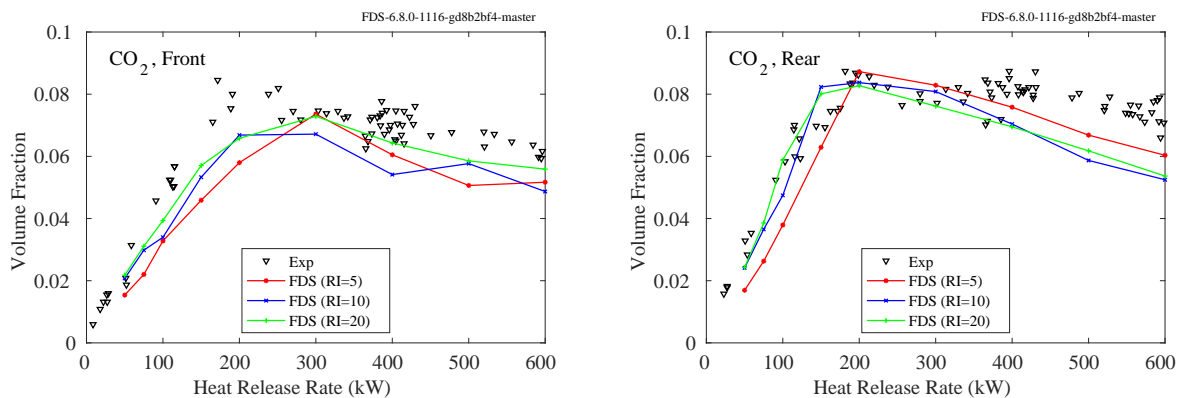 FDS-6.8.0-1116-gd8b2bf4-master
CO2, Front
Volume Fraction
0.1
0.08
0.06
0.04
0.02
0
Exp
FDS (RI=5)
FDS (RI=10)
FDS (RI=20)
0 100 200 300 400 500 600
Heat Release Rate (kW)
FDS-6.8.0-1116-gd8b2bf4-master
CO2, Rear
Volume Fraction
0.1
0.08
0.06
0.04
0.02
0
Exp
FDS (RI=5)
FDS (RI=10)
FDS (RI=20)
0 100 200 300 400 500 600
Heat Release Rate (kW)